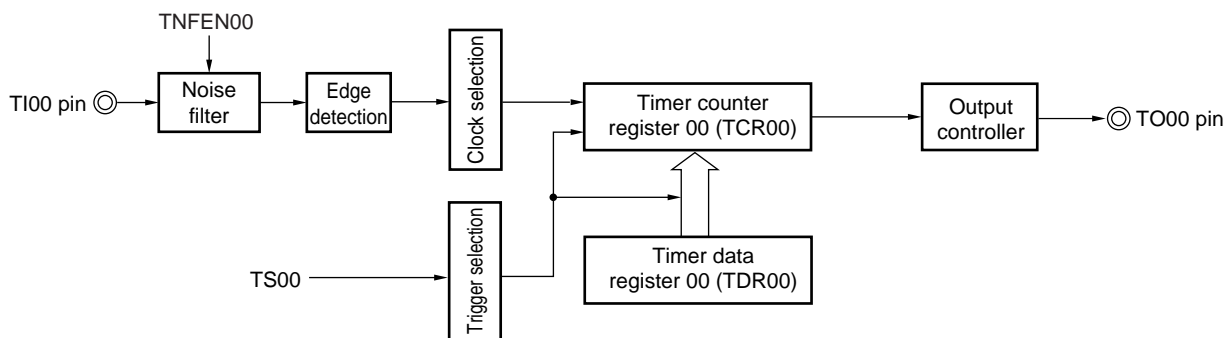 TNFEN00
TI00 pin
Noise
filter
Edge
detection
Clock selection
Timer counter
register 00 (TCR00)
Output
controller
TO00 pin
TS00
Trigger selection
Timer data
register 00 (TDR00)